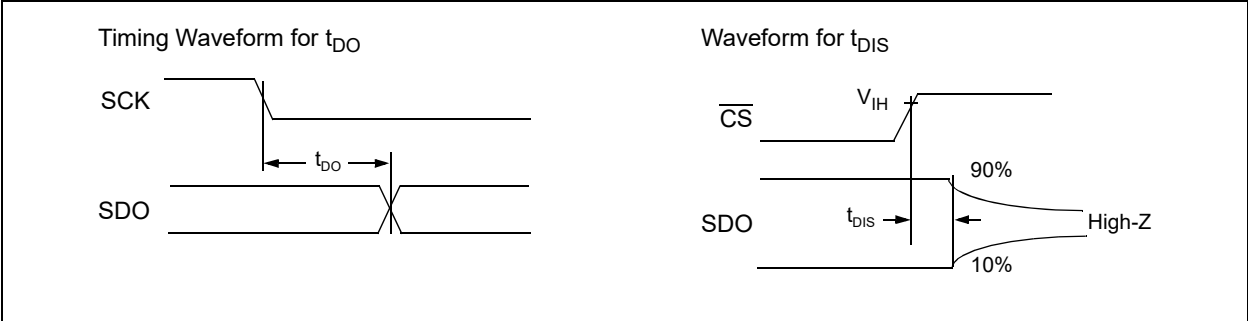 Timing Waveform for tDO
SCK
tDO
SDO
Waveform for tDIS
CS
VIH
90%
SDO
tDIS
High-Z
10%